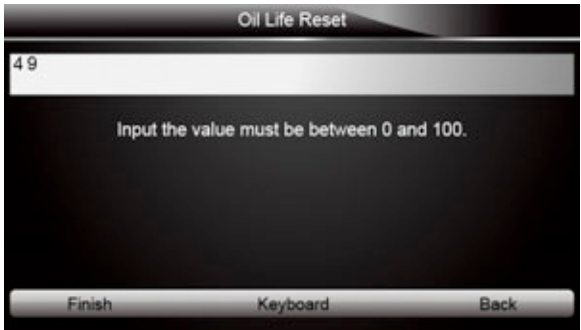 Oil Life Reset
49
Input the value must be between 0 and 100.
Finish Keyboard Back